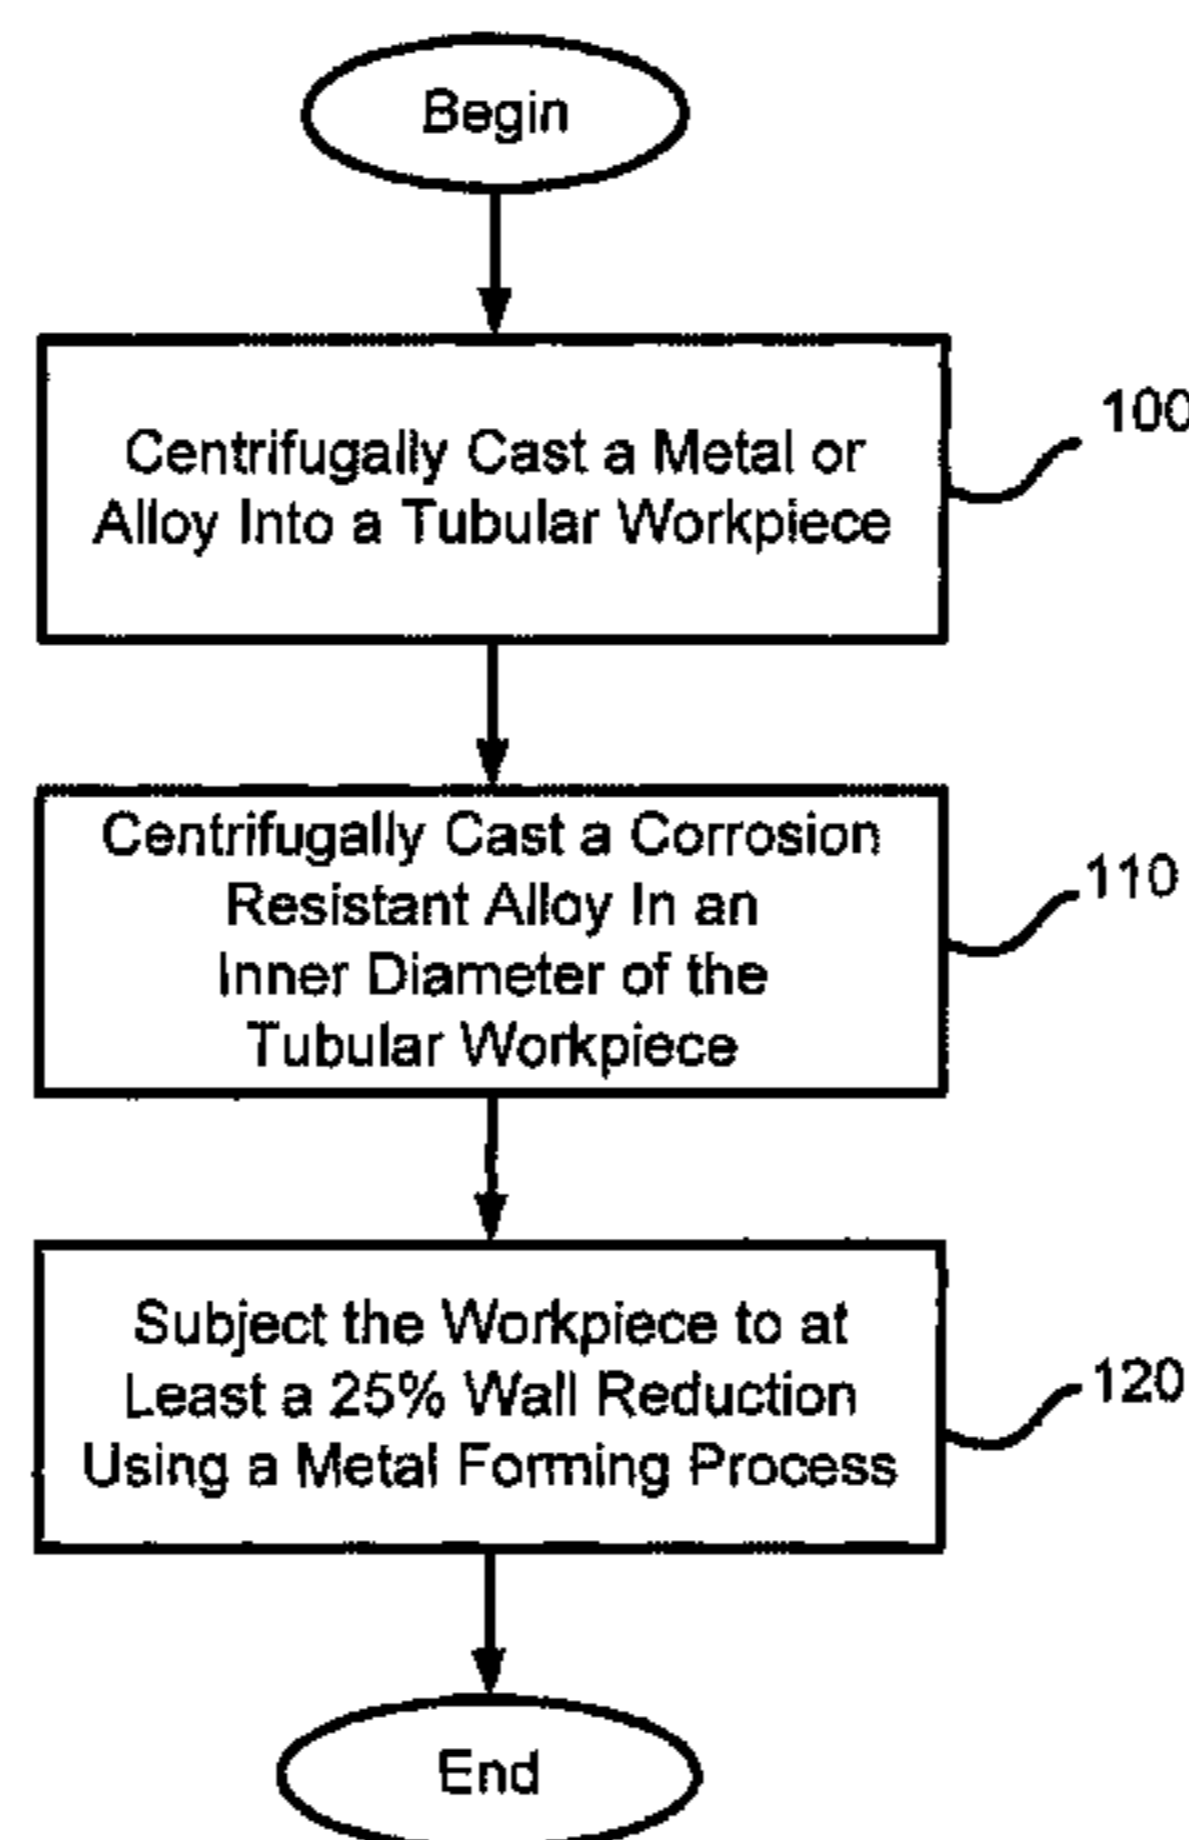 Begin
Centrifugally Cast a Metal or
Alloy Into a Tubular Workpiece
100
Centrifugally Cast a Corrosion
Resistant Alloy In an
Inner Diameter of the
Tubular Workpiece
110
Subject the Workpiece to at
Least a 25% Wall Reduction
Using a Metal Forming Process
120
End